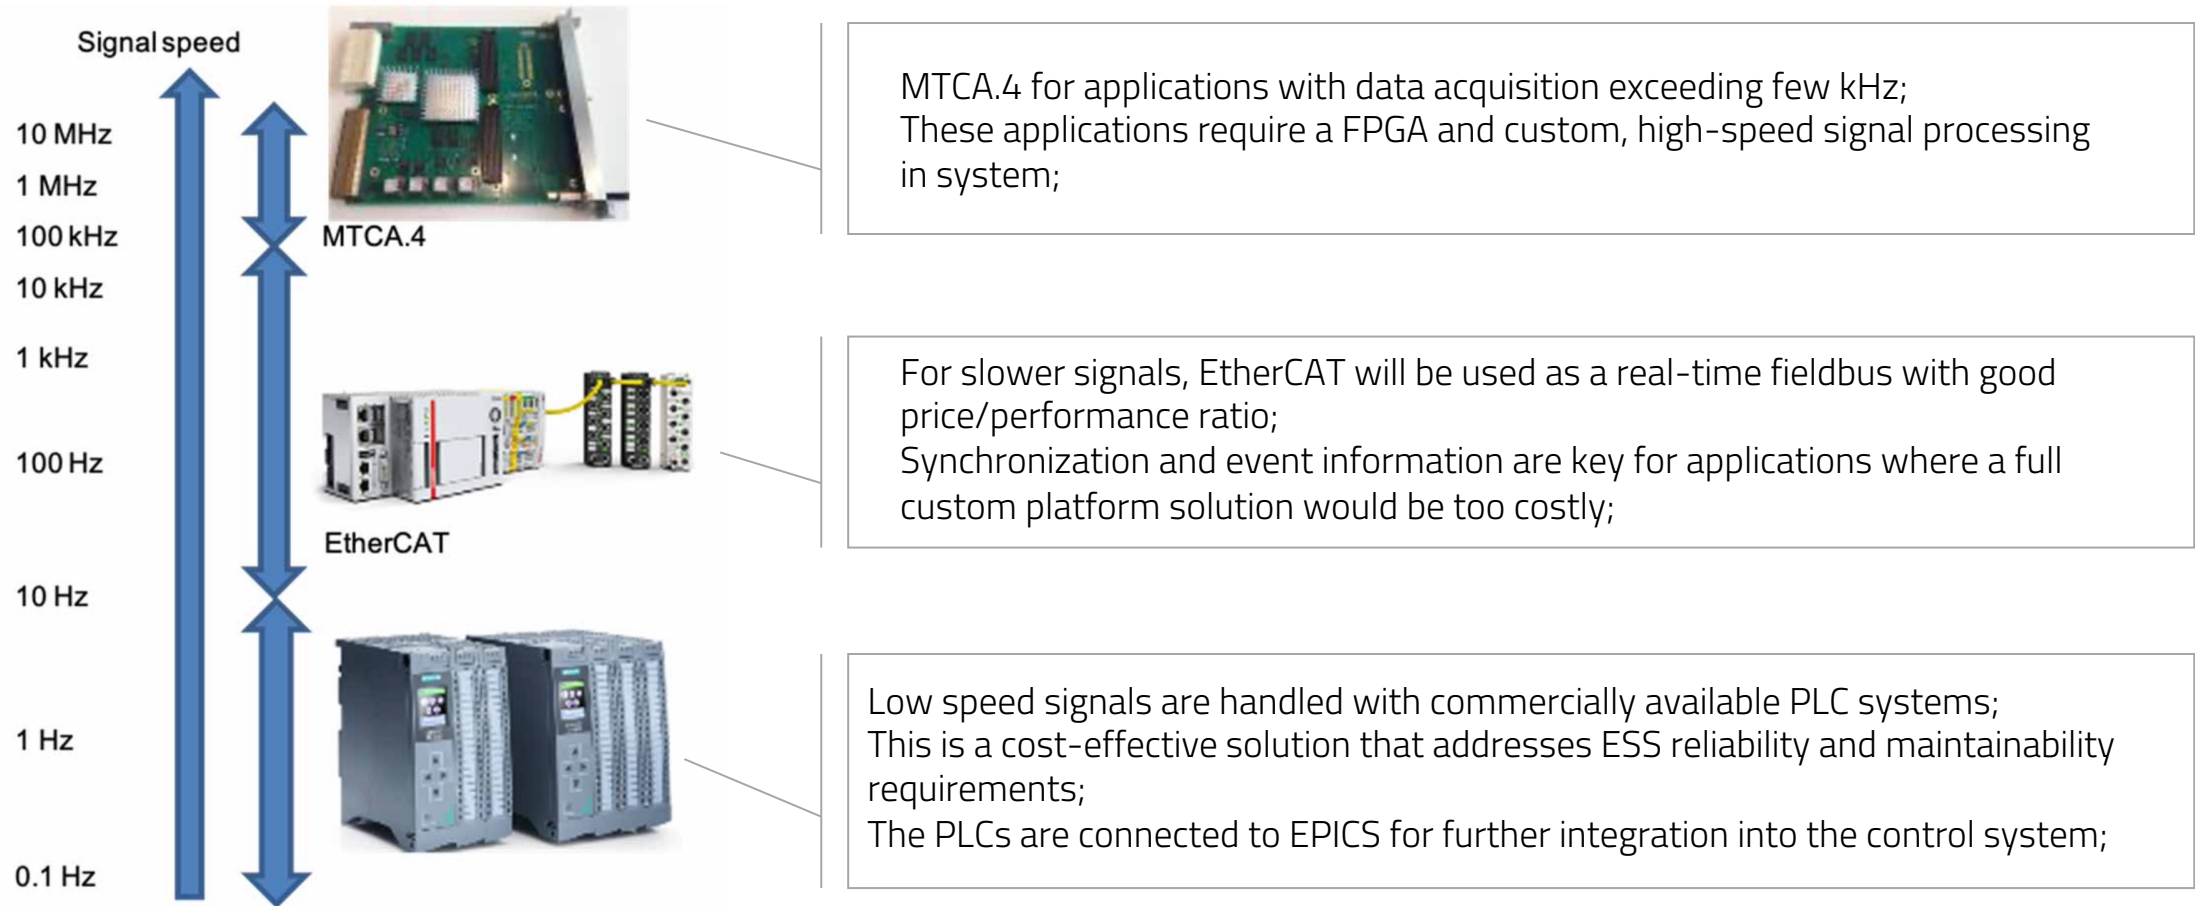 Signal speed
10 MHz
1 MHz
100 kHz
10 kHz
1 kHz
100 Hz
10 Hz
1 Hz
0.1 Hz
MTCA.4
EtherCAT
MTCA.4 for applications with data acquisition exceeding few kHz;
These applications require a FPGA and custom, high-speed signal processing
in system;
For slower signals, EtherCAT will be used as a real-time fieldbus with good
price/performance ratio;
Synchronization and event information are key for applications where a full
custom platform solution would be too costly;
Low speed signals are handled with commercially available PLC systems;
This is a cost-effective solution that addresses ESS reliability and maintainability
requirements;
The PLCs are connected to EPICS for further integration into the control system;